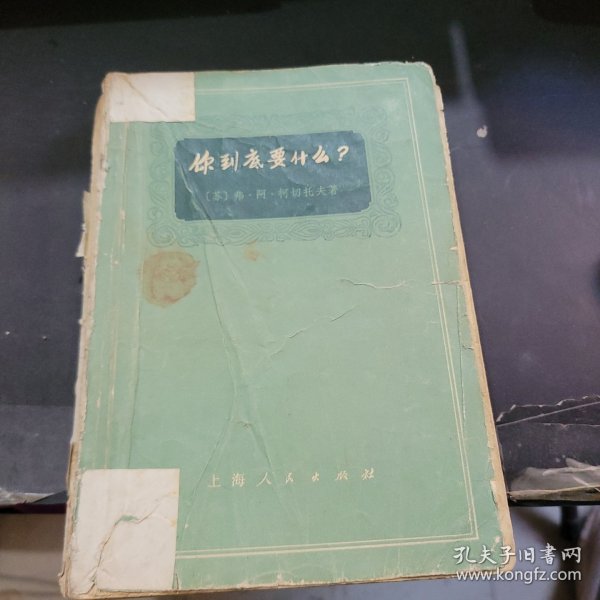 你到底要什么?
〔苏〕弗·阿·柯切托夫著
上海人民出版社
孔夫子旧书网
www.kongfz.com